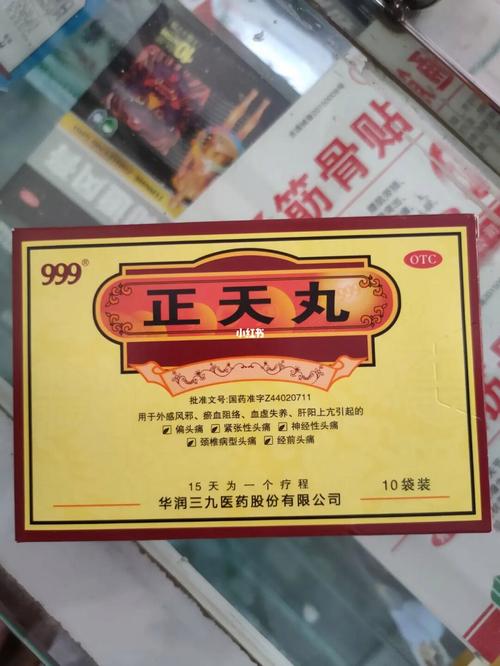 筋骨贴
999®
OTC
正天丸
999
小红书
批准文号:国药准字Z44020711
用于外感风邪、瘀血阻络、血虚失养、肝阳上亢引起的
偏头痛 紧张性头痛 神经性头痛
颈椎病型头痛 经前头痛
15天为一个疗程
10袋装
华润三九医药股份有限公司